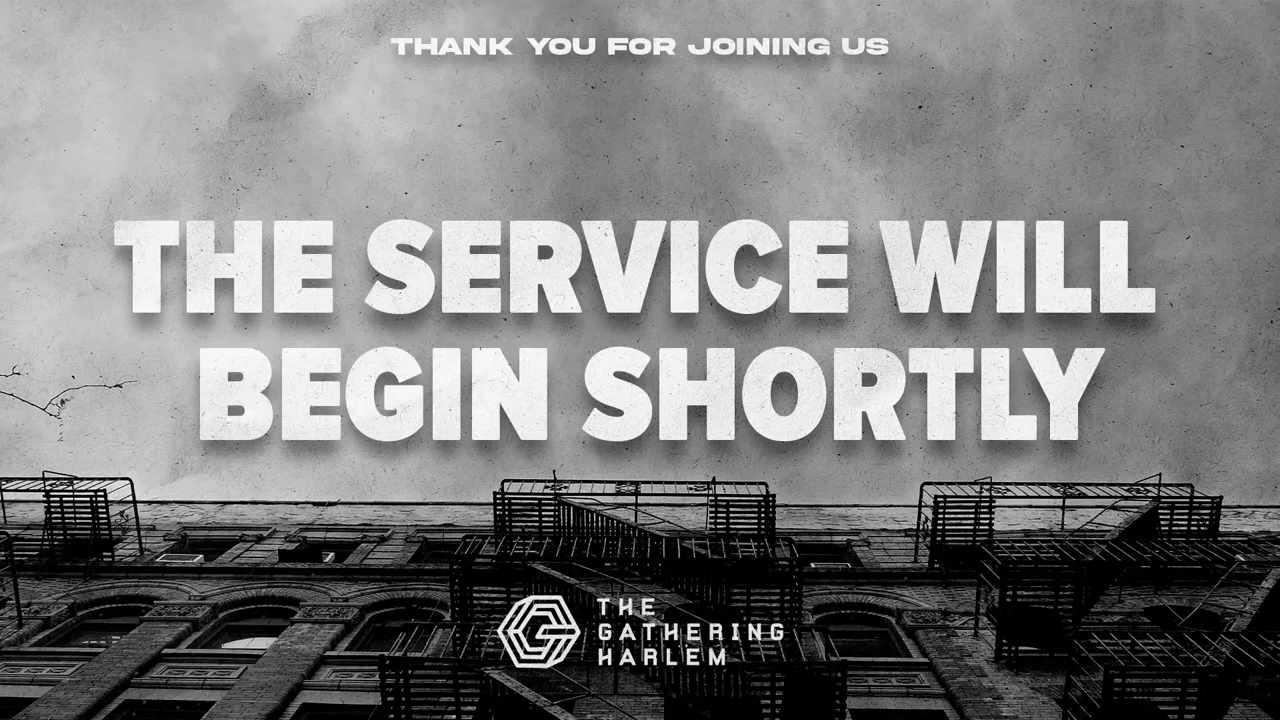 THANK YOU FOR JOINING US
THE SERVICE WILL
BEGIN SHORTLY
THE
GATHERING
HARLEM